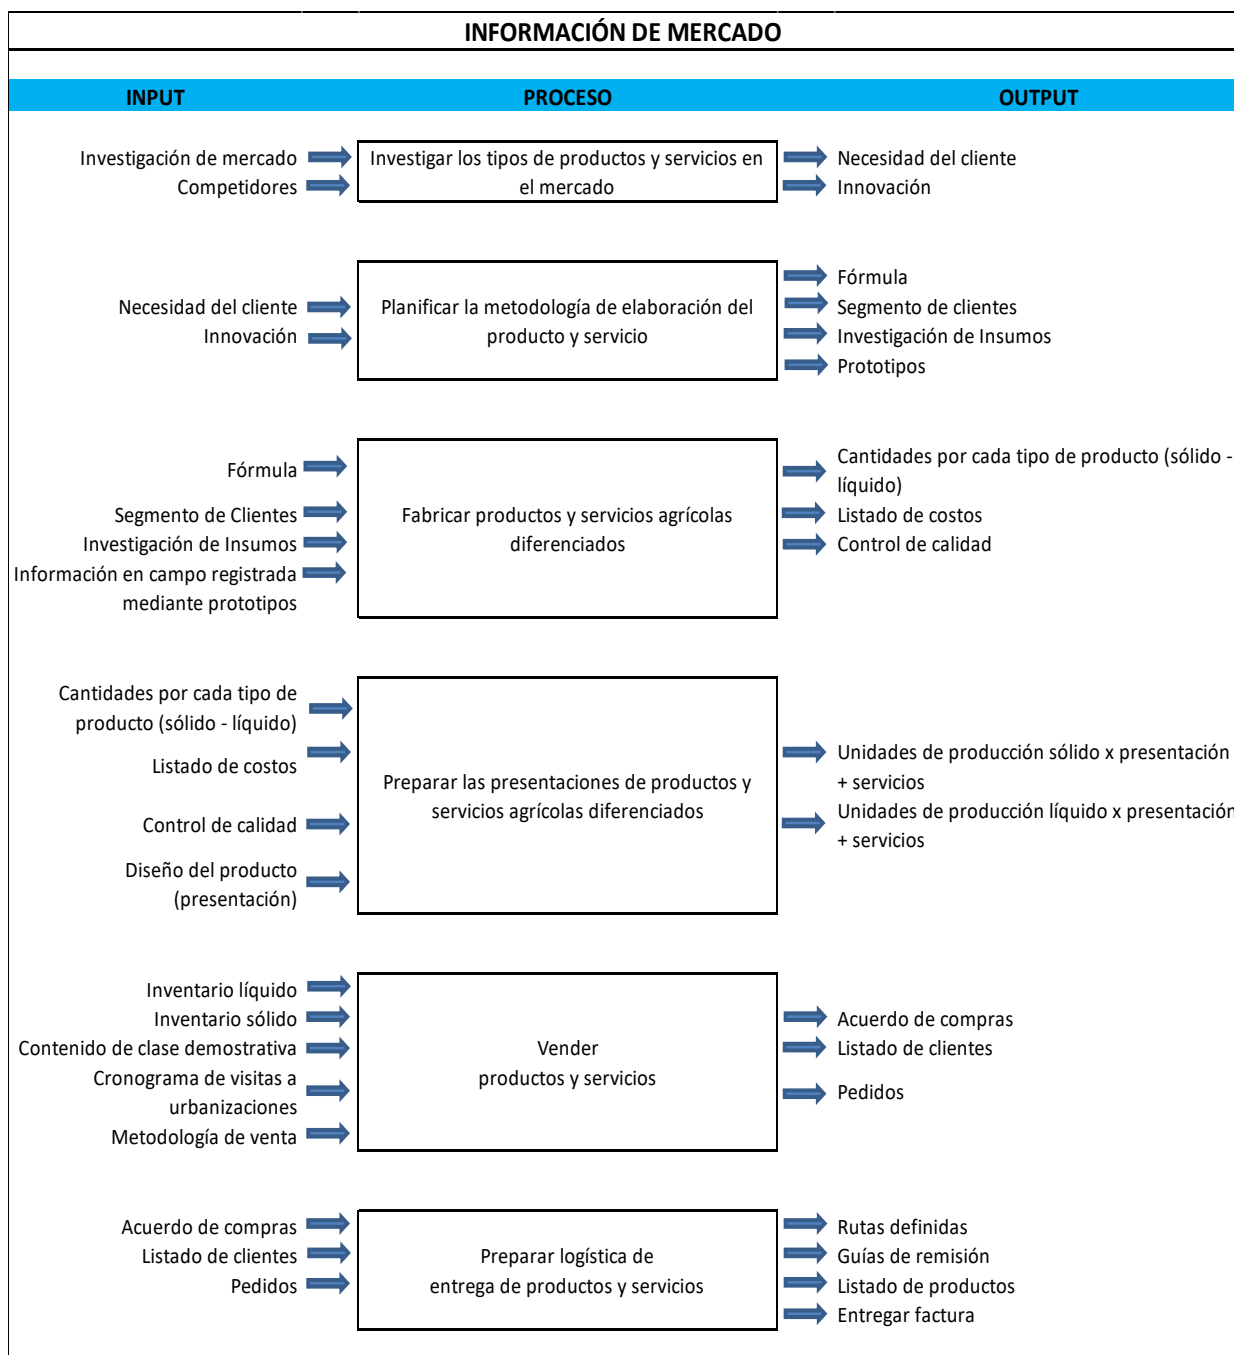 INFORMACIÓN DE MERCADO
INPUT
PROCESO
OUTPUT
Investigación de mercado
Competidores
Investigar los tipos de productos y servicios en
el mercado
Necesidad del cliente
Innovación
Necesidad del cliente
Innovación
Planificar la metodología de elaboración del
producto y servicio
Fórmula
Segmento de clientes
Investigación de Insumos
Prototipos
Fórmula
Segmento de Clientes
Investigación de Insumos
Información en campo registrada
mediante prototipos
Fabricar productos y servicios agrícolas
diferenciados
Cantidades por cada tipo de producto (sólido -
líquido)
Listado de costos
Control de calidad
Cantidades por cada tipo de
producto (sólido - líquido)
Listado de costos
Control de calidad
Diseño del producto
(presentación)
Preparar las presentaciones de productos y
servicios agrícolas diferenciados
Unidades de producción sólido x presentación
+ servicios
Unidades de producción líquido x presentación
+ servicios
Inventario líquido
Inventario sólido
Contenido de clase demostrativa
Cronograma de visitas a
urbanizaciones
Metodología de venta
Vender
productos y servicios
Acuerdo de compras
Listado de clientes
Pedidos
Acuerdo de compras
Listado de clientes
Pedidos
Preparar logística de
entrega de productos y servicios
Rutas definidas
Guías de remisión
Listado de productos
Entregar factura